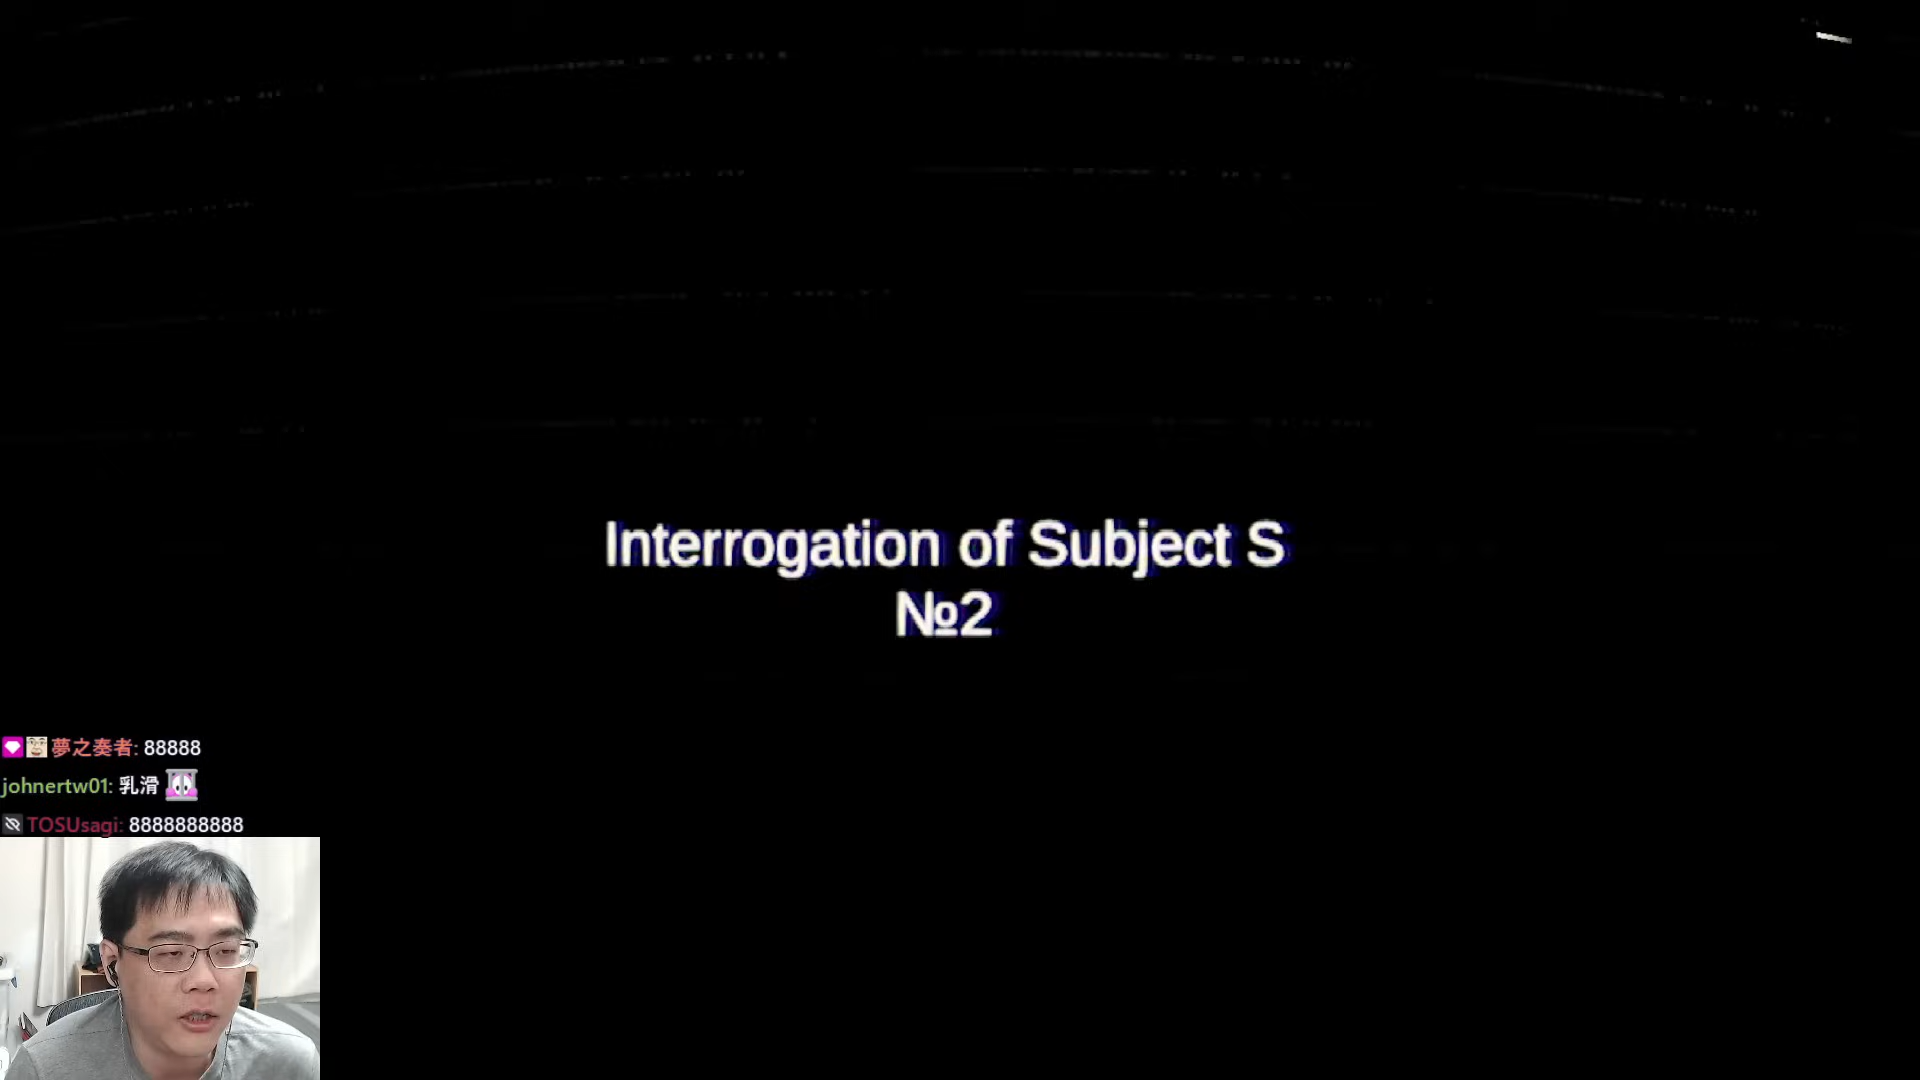 Interrogation of Subject S
№2
夢之奏者: 88888
johnertw01: 乳滑
TOSUsagi: 8888888888